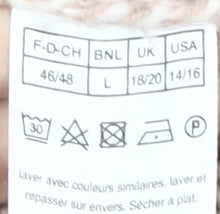 F-D-CH BNL UK USA
46/48 L 18/20 14/16
30 P
laver avec couleurs similaires. laver et
repasser sur envers. Sécher à plat.